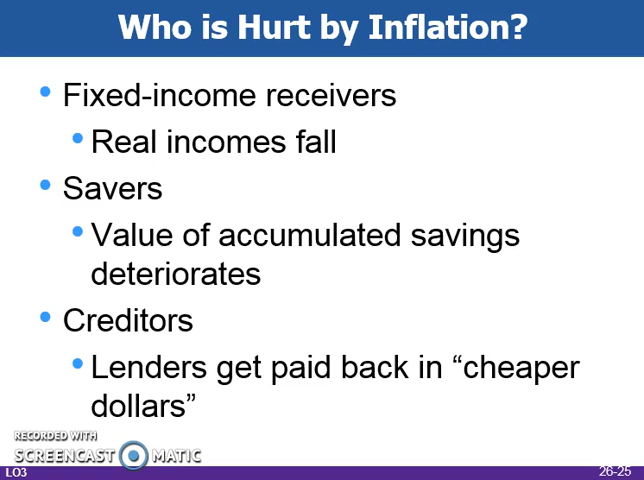 Who is Hurt by Inflation?
• Fixed-income receivers
• Real incomes fall
• Savers
• Value of accumulated savings
deteriorates
• Creditors
• Lenders get paid back in “cheaper
dollars”
RECORDED WITH
SCREENCAST MATIC
LO3
26-25